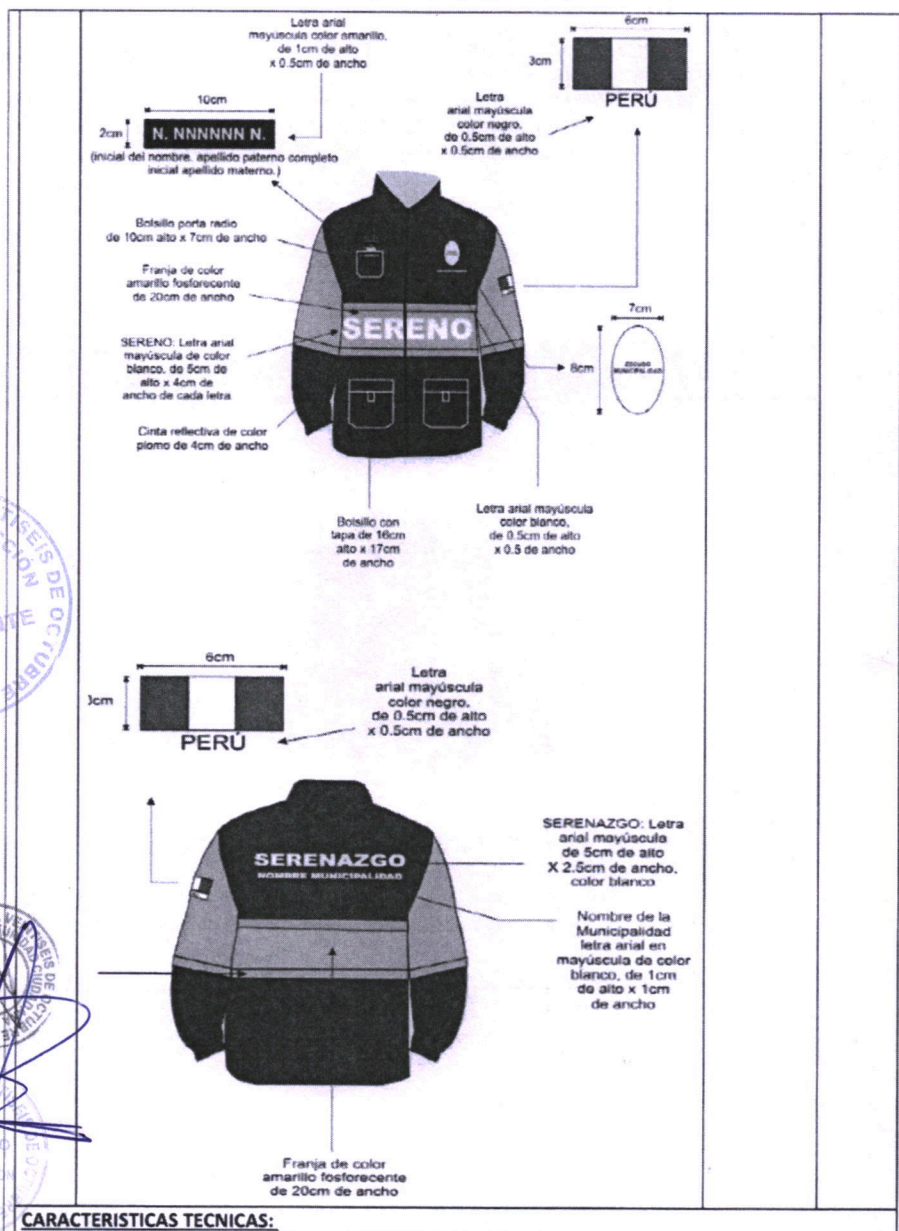 Letra arial
mayúscula color amarillo,
de 1cm de alto
x 0.5cm de ancho
10cm
2cm
N. NNNNNN N.
(inicial del nombre. apellido paterno completo
inicial apellido materno.)
6cm
3cm
PERÚ
Letra
arial mayúscula
color negro,
de 0.5cm de alto
x 0.5cm de ancho
Bolsillo porta radio
de 10cm alto x 7cm de ancho
Franja de color
amarillo fosforecente
de 20cm de ancho
SERENO: Letra arial
mayúscula de color
blanco, de 5cm de
alto x 4cm de
ancho de cada letra
Cinta reflectiva de color
plomo de 4cm de ancho
SERENO
7cm
8cm
ESCUDO
MUNICIPALIDAD
Bolsillo con
tapa de 16cm
alto x 17cm
de ancho
Letra arial mayúscula
color blanco,
de 0.5cm de alto
x 0.5 de ancho
TISEIS DE OCTUBRE
6cm
3cm
PERÚ
Letra
arial mayúscula
color negro,
de 0.5cm de alto
x 0.5cm de ancho
SERENAZGO
NOMBRE MUNICIPALIDAD
SERENAZGO: Letra
arial mayúscula
de 5cm de alto
X 2.5cm de ancho,
color blanco
Nombre de la
Municipalidad
letra arial en
mayúscula de color
blanco, de 1cm
de alto x 1cm
de ancho
Franja de color
amarillo fosforecente
de 20cm de ancho
CARACTERISTICAS TECNICAS: